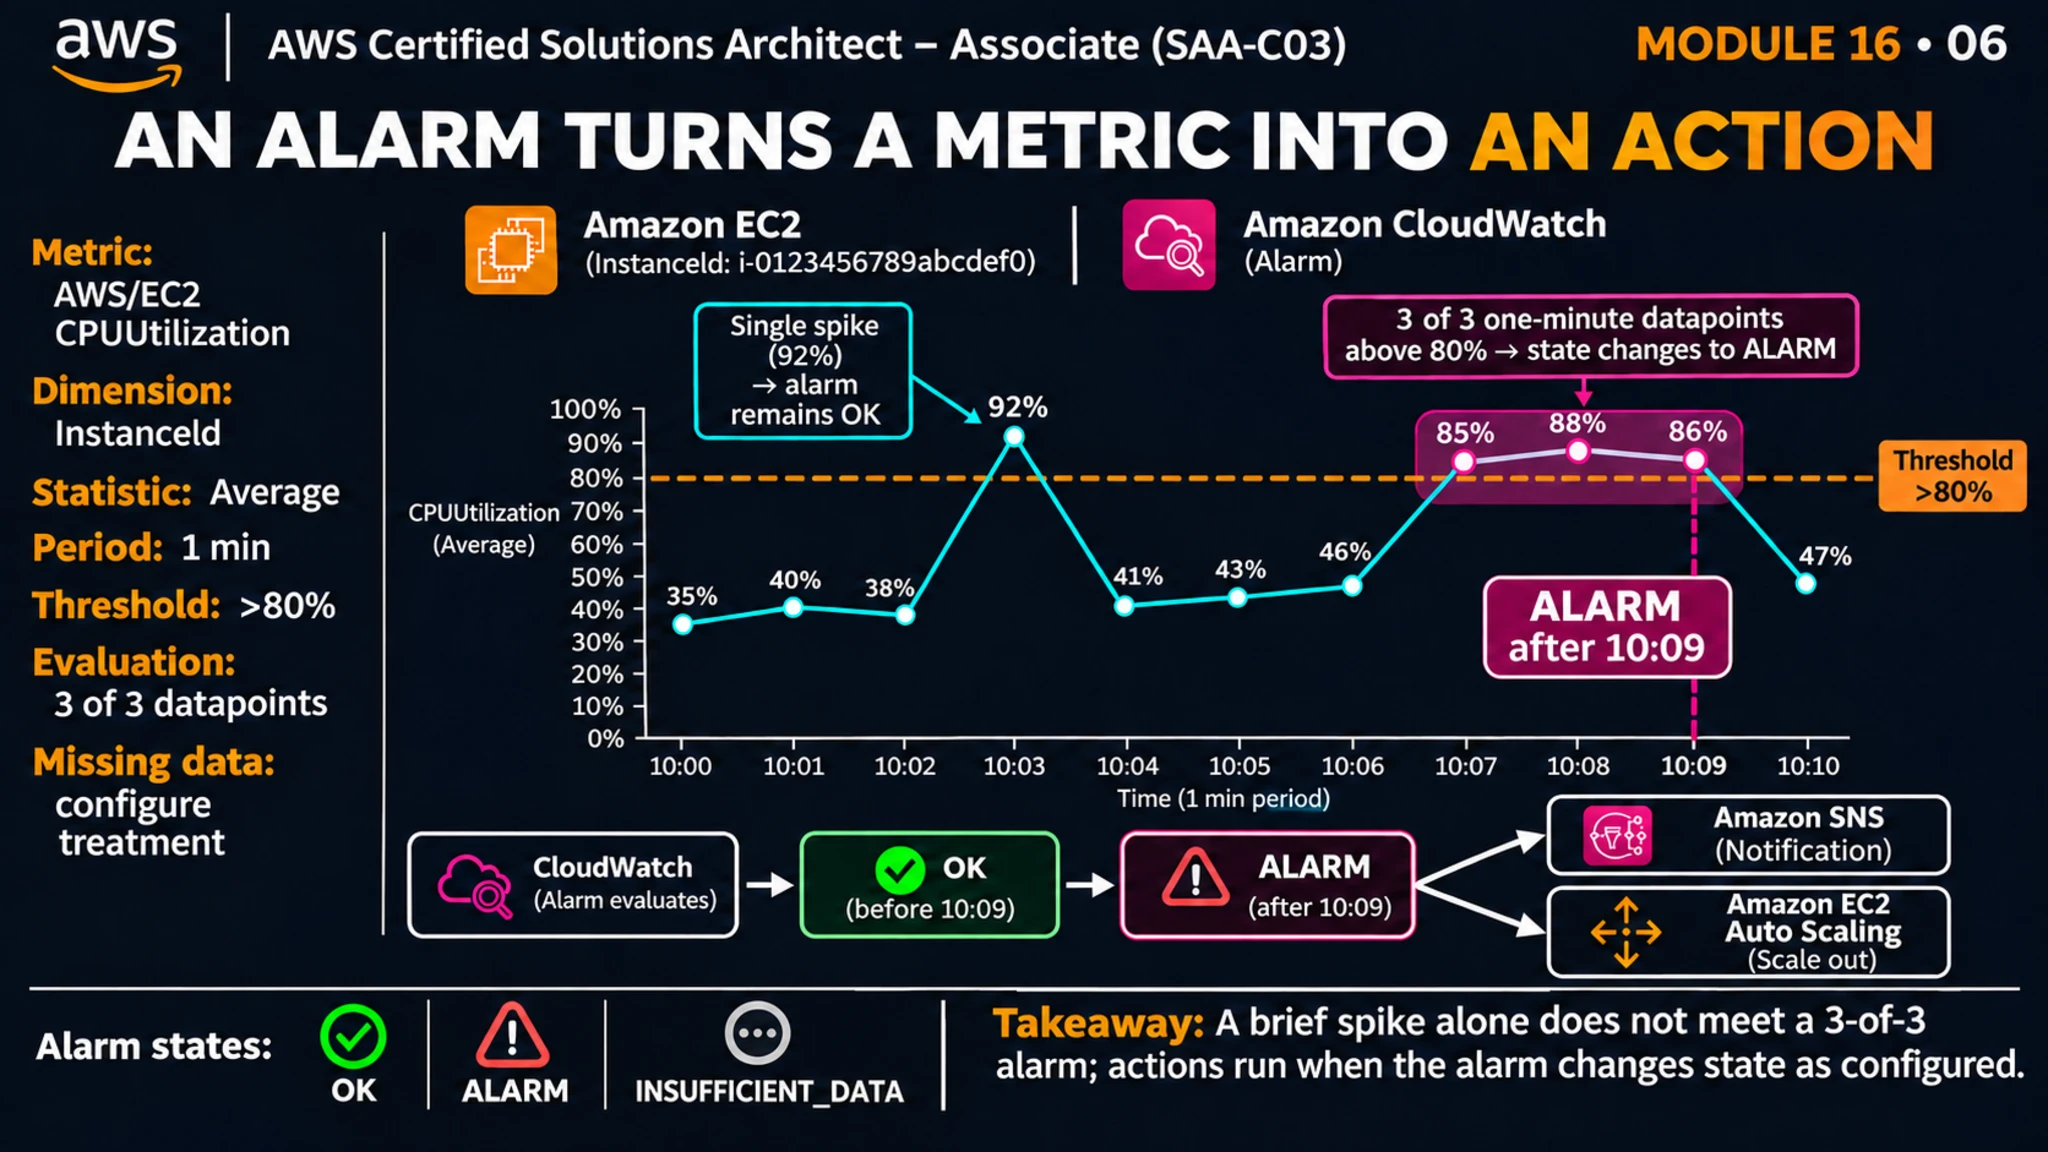 aws
AWS Certified Solutions Architect – Associate (SAA-C03)
MODULE 16 • 06
AN ALARM TURNS A METRIC INTO AN ACTION
Metric:
AWS/EC2
CPUUtilization
Dimension:
InstanceId
Statistic: Average
Period: 1 min
Threshold: >80%
Evaluation:
3 of 3 datapoints
Missing data:
configure
treatment
Amazon EC2
(InstanceId: i-0123456789abcdef0)
Amazon CloudWatch
(Alarm)
Single spike
(92%)
→ alarm
remains OK
3 of 3 one-minute datapoints
above 80% → state changes to ALARM
CPUUtilization
(Average)
100%
90%
80%
70%
60%
50%
40%
30%
20%
10%
0%
35%
40%
38%
92%
41%
43%
46%
85%
88%
86%
47%
Threshold
>80%
ALARM
after 10:09
10:00
10:01
10:02
10:03
10:04
10:05
10:06
10:07
10:08
10:09
10:10
Time (1 min period)
CloudWatch
(Alarm evaluates)
OK
(before 10:09)
ALARM
(after 10:09)
Amazon SNS
(Notification)
Amazon EC2
Auto Scaling
(Scale out)
Alarm states:
OK
ALARM
INSUFFICIENT_DATA
Takeaway: A brief spike alone does not meet a 3-of-3
alarm; actions run when the alarm changes state as configured.